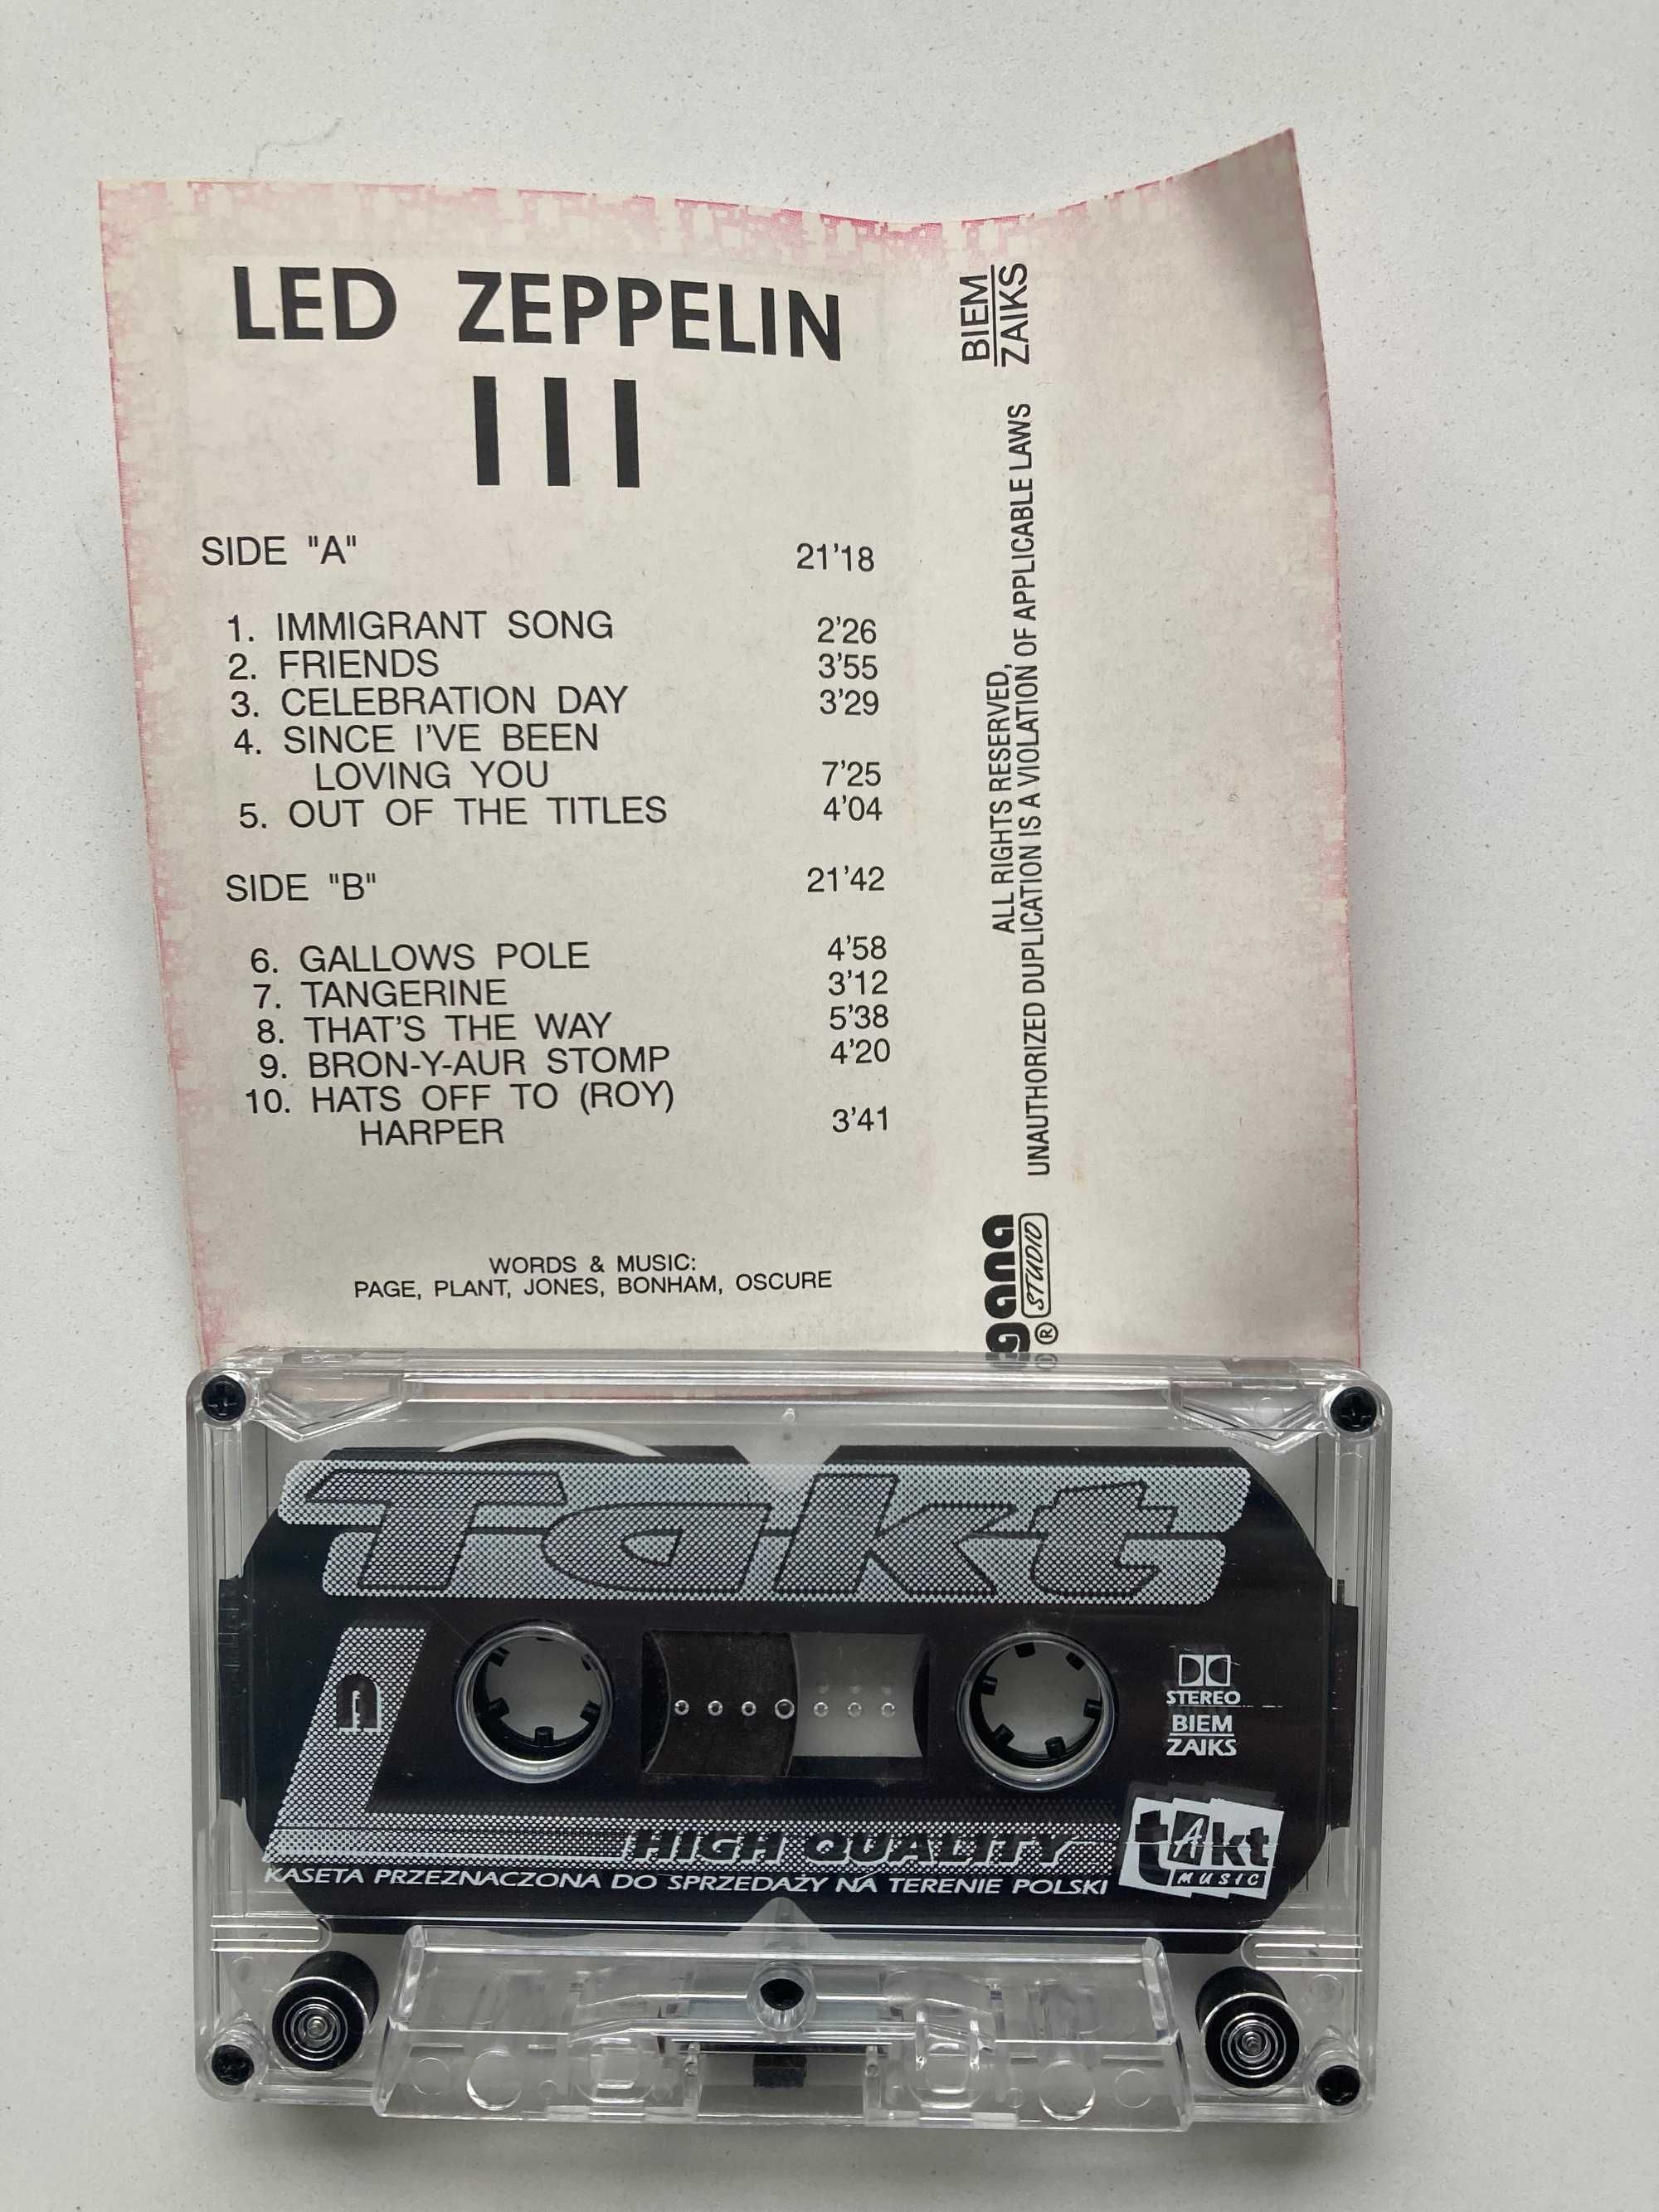 LED ZEPPELIN
III
SIDE "A" 21'18
1. IMMIGRANT SONG 2'26
2. FRIENDS 3'55
3. CELEBRATION DAY 3'29
4. SINCE I'VE BEEN
LOVING YOU 7'25
5. OUT OF THE TITLES 4'04
SIDE "B" 21'42
6. GALLOWS POLE 4'58
7. TANGERINE 3'12
8. THAT'S THE WAY 5'38
9. BRON-Y-AUR STOMP 4'20
10. HATS OFF TO (ROY)
HARPER 3'41
WORDS & MUSIC:
PAGE, PLANT, JONES, BONHAM, OSCURE
BIEM
ZAIKS
ALL RIGHTS RESERVED,
UNAUTHORIZED DUPLICATION IS A VIOLATION OF APPLICABLE LAWS
gana
STUDIO ®
Takt
STEREO
BIEM
ZAIKS
HIGH QUALITY
tAkt
MUSIC
KASETA PRZEZNACZONA DO SPRZEDAŻY NA TERENIE POLSKI